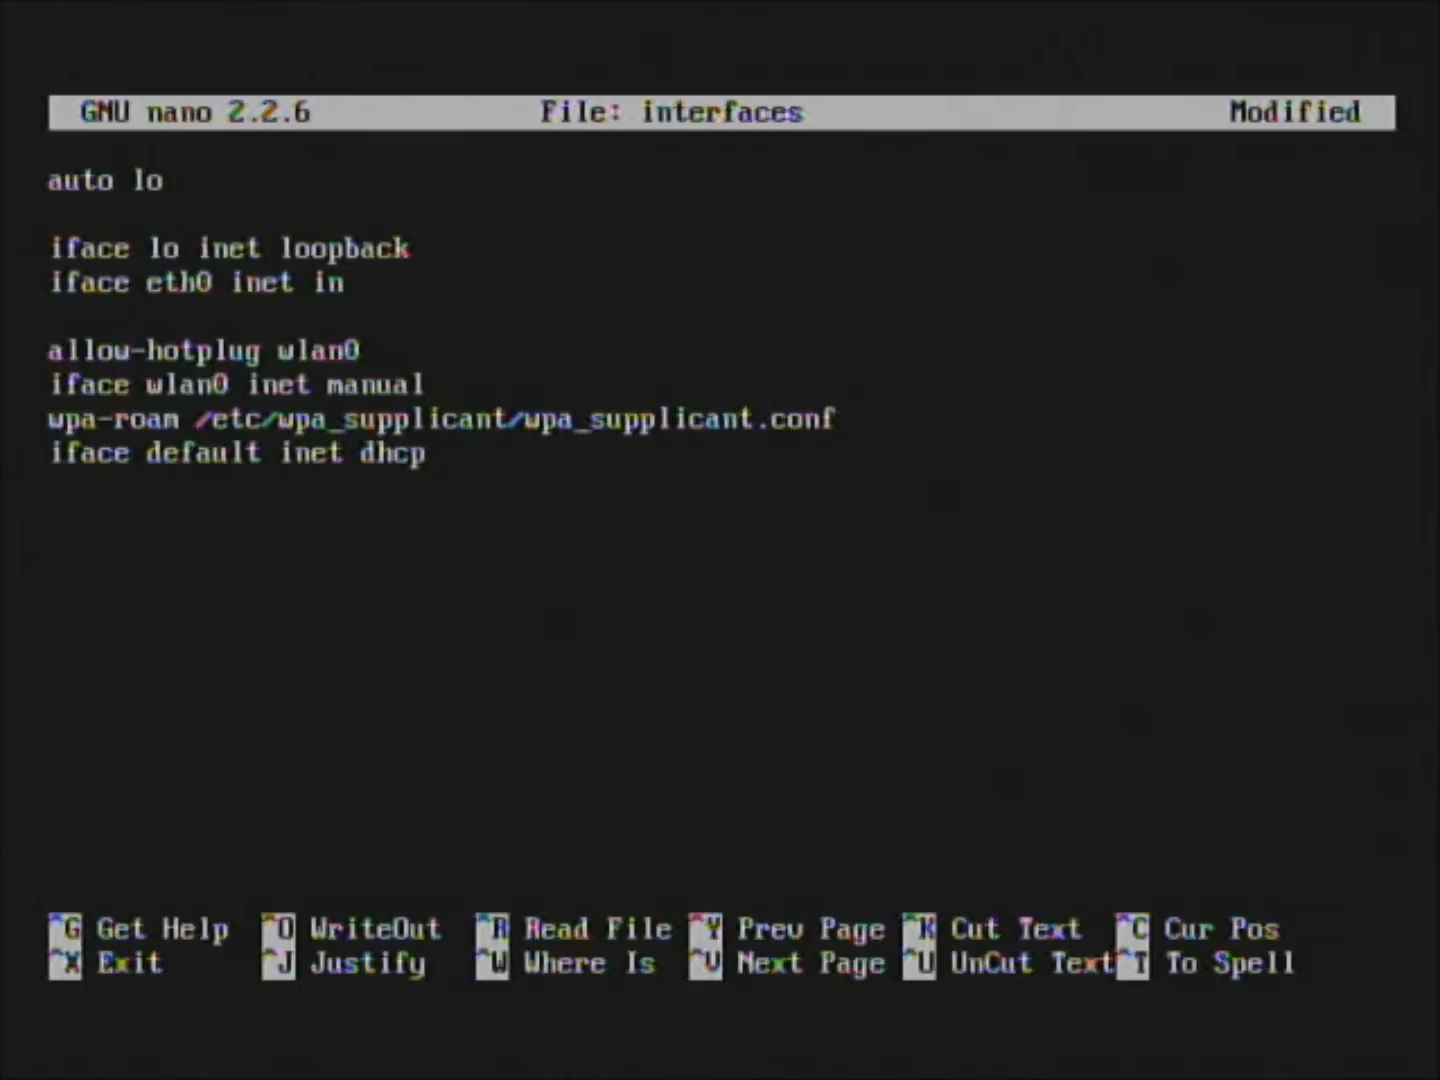 GNU nano 2.2.6 File: interfaces Modified
auto lo
iface lo inet loopback
iface eth0 inet in
allow-hotplug wlan0
iface wlan0 inet manual
wpa-roam /etc/wpa_supplicant/wpa_supplicant.conf
iface default inet dhcp
^G Get Help ^O WriteOut ^R Read File ^Y Prev Page ^K Cut Text ^C Cur Pos
^X Exit ^J Justify ^W Where Is ^V Next Page ^U UnCut Text ^T To Spell